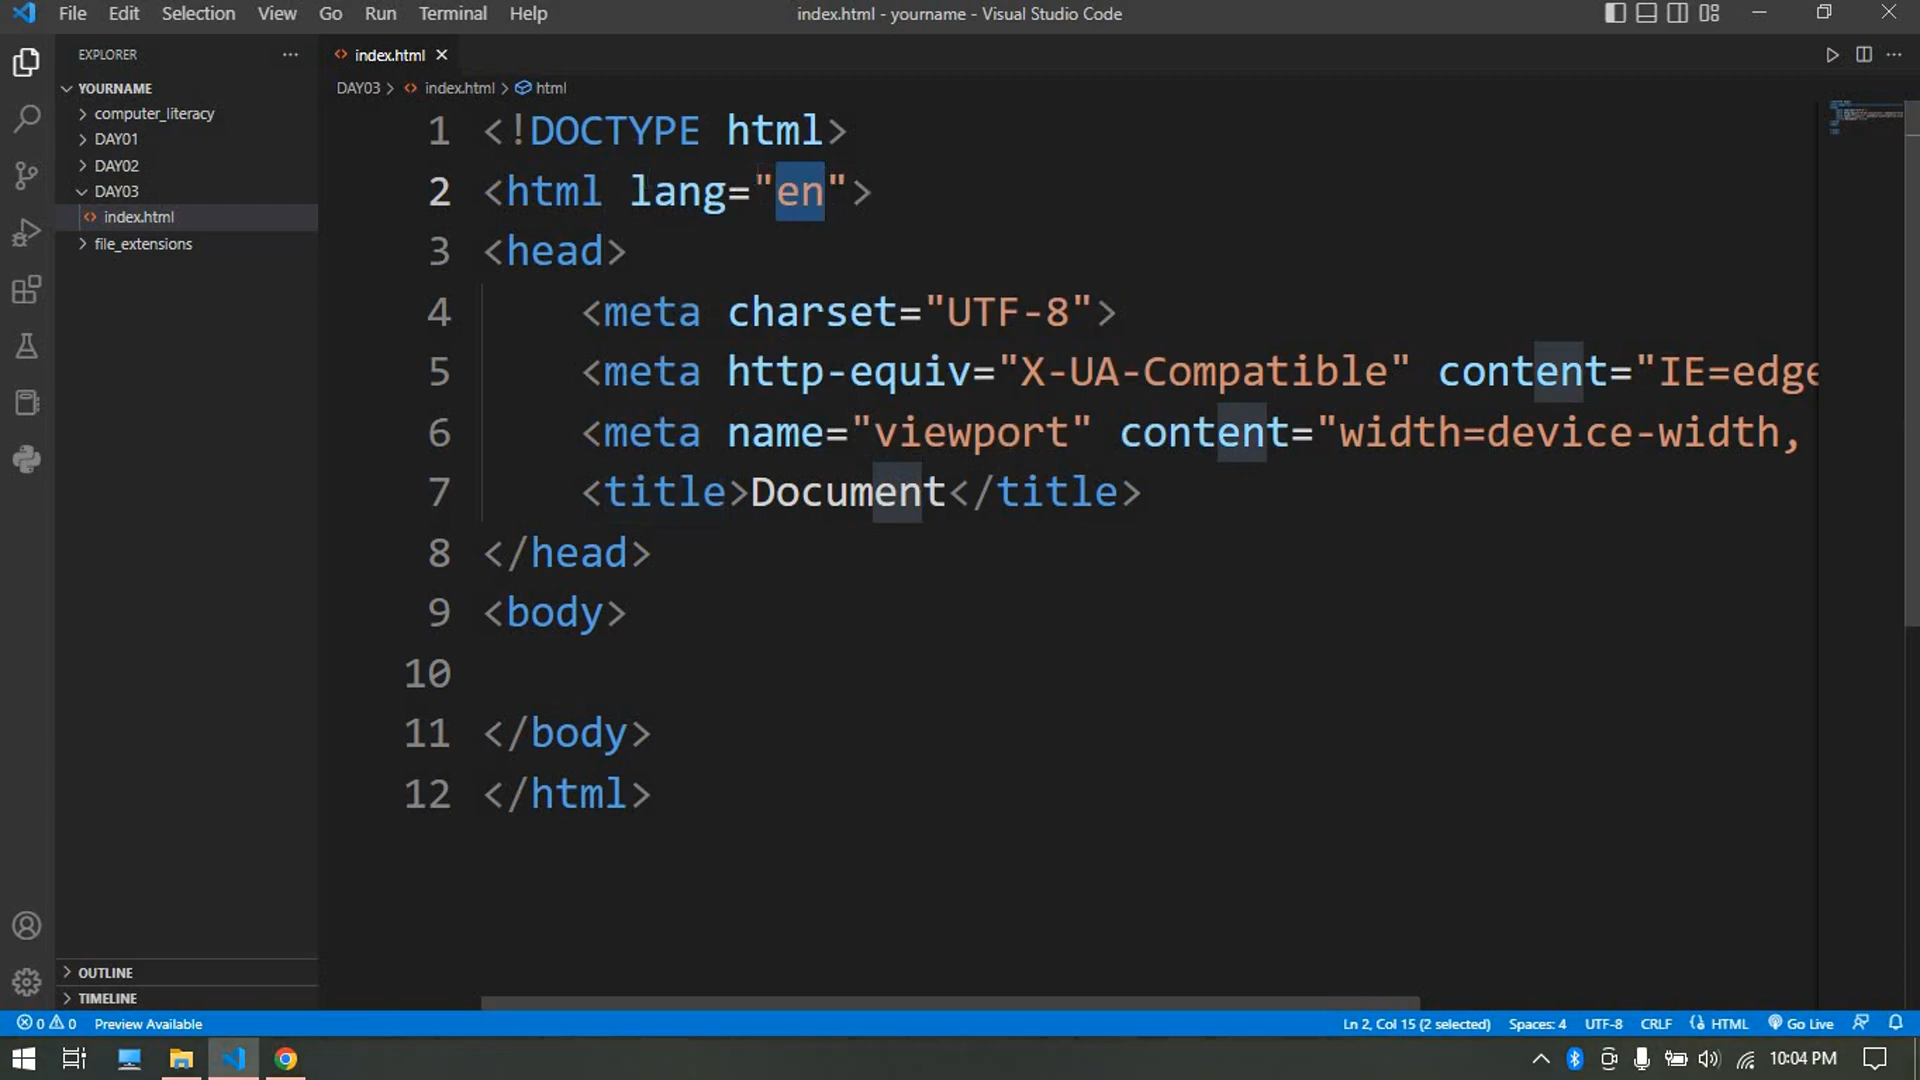 File Edit Selection View Go Run Terminal Help index.html - yourname - Visual Studio Code
EXPLORER
YOURNAME
computer_literacy
DAY01
DAY02
DAY03
index.html
file_extensions
OUTLINE
TIMELINE
index.html
DAY03 > index.html > html
1 <!DOCTYPE html>
2 <html lang="en">
3 <head>
4 <meta charset="UTF-8">
5 <meta http-equiv="X-UA-Compatible" content="IE=edge
6 <meta name="viewport" content="width=device-width,
7 <title>Document</title>
8 </head>
9 <body>
10
11 </body>
12 </html>
0 0 Preview Available Ln 2, Col 15 (2 selected) Spaces: 4 UTF-8 CRLF HTML Go Live
10:04 PM